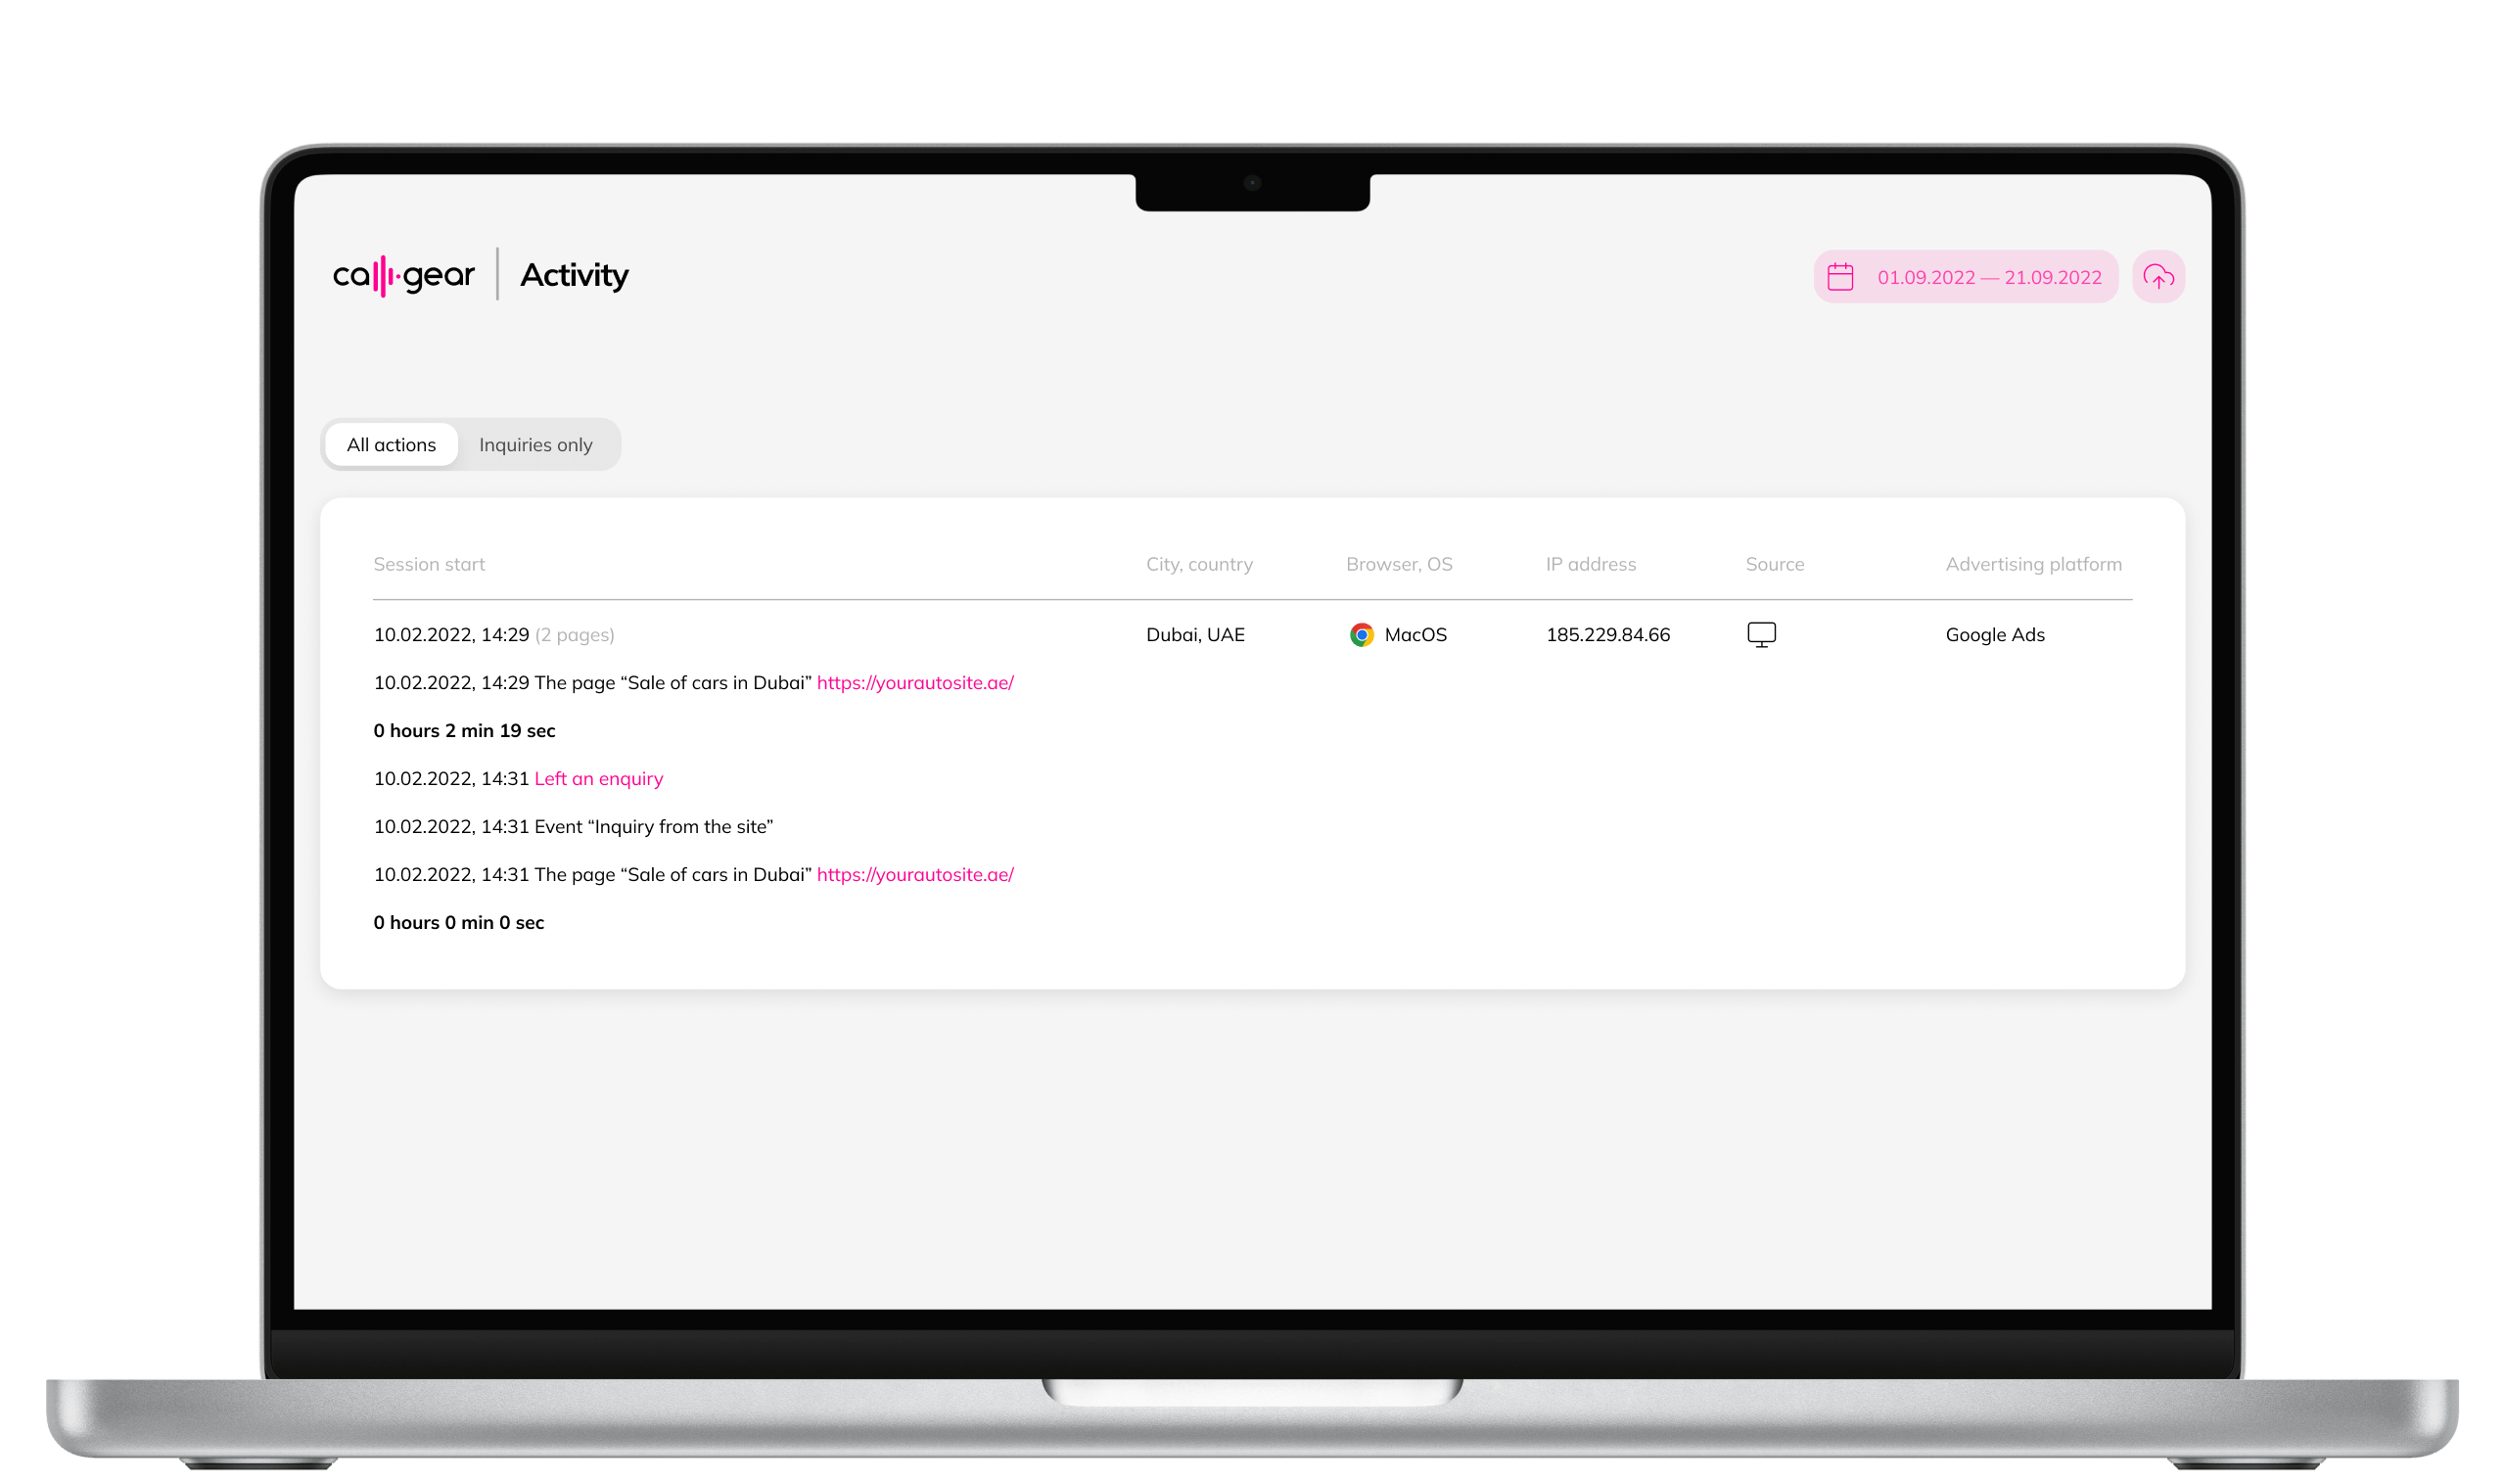 callgear Activity 01.09.2022 — 21.09.2022
All actions Inquiries only
Session start City, country Browser, OS IP address Source Advertising platform
10.02.2022, 14:29 (2 pages) Dubai, UAE MacOS 185.229.84.66 Google Ads
10.02.2022, 14:29 The page “Sale of cars in Dubai” https://yourautosite.ae/
0 hours 2 min 19 sec
10.02.2022, 14:31 Left an enquiry
10.02.2022, 14:31 Event “Inquiry from the site”
10.02.2022, 14:31 The page “Sale of cars in Dubai” https://yourautosite.ae/
0 hours 0 min 0 sec